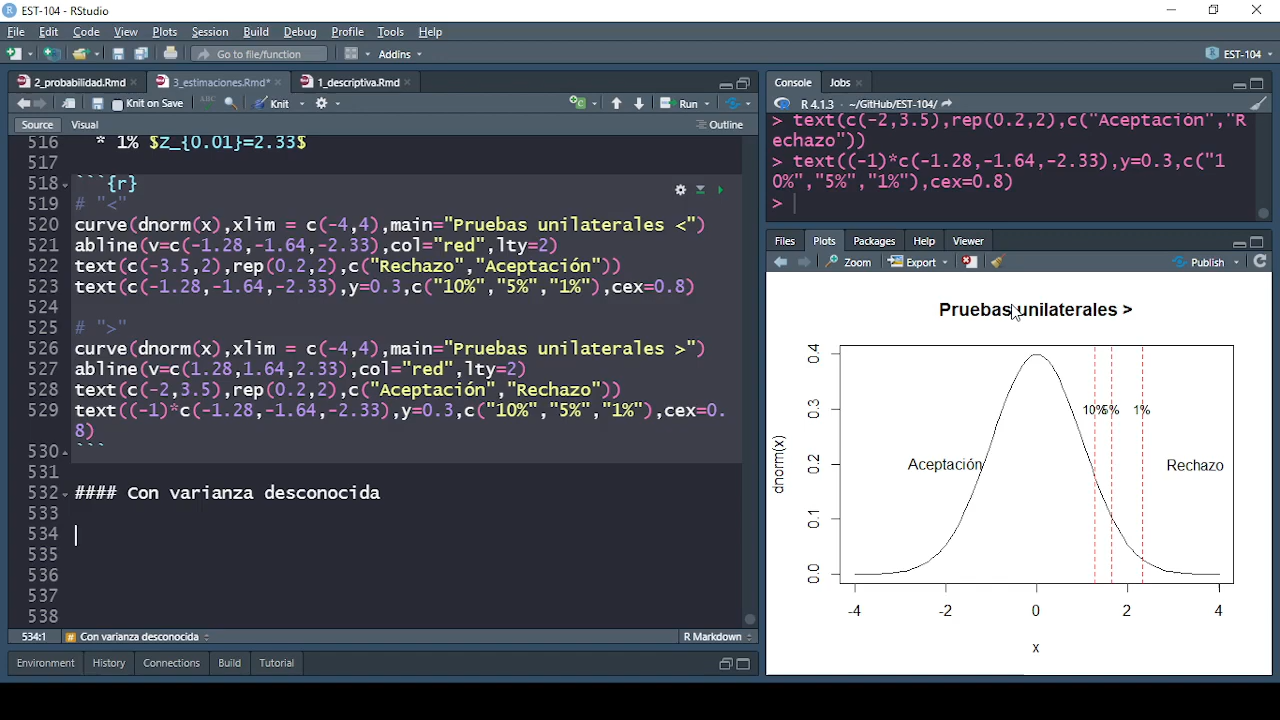 EST-104 - RStudio
File Edit Code View Plots Session Build Debug Profile Tools Help
Go to file/function Addins EST-104
2_probabilidad.Rmd 3_estimaciones.Rmd* 1_descriptiva.Rmd
Knit on Save ABC Knit Run
Source Visual Outline
516 * 1% $z_{0.01}=2.33$
517
518 ```{r}
519 # "<"
520 curve(dnorm(x),xlim = c(-4,4),main="Pruebas unilaterales <")
521 abline(v=c(-1.28,-1.64,-2.33),col="red",lty=2)
522 text(c(-3.5,2),rep(0.2,2),c("Rechazo","Aceptación"))
523 text(c(-1.28,-1.64,-2.33),y=0.3,c("10%","5%","1%"),cex=0.8)
524
525 # ">"
526 curve(dnorm(x),xlim = c(-4,4),main="Pruebas unilaterales >")
527 abline(v=c(1.28,1.64,2.33),col="red",lty=2)
528 text(c(-2,3.5),rep(0.2,2),c("Aceptación","Rechazo"))
529 text((-1)*c(-1.28,-1.64,-2.33),y=0.3,c("10%","5%","1%"),cex=0.
8)
530 ```
531
532 #### Con varianza desconocida
533
534
535
536
537
538
534:1 # Con varianza desconocida R Markdown
Environment History Connections Build Tutorial
Console Jobs
R 4.1.3 · ~/GitHub/EST-104/
> text(c(-2,3.5),rep(0.2,2),c("Aceptación","R
echazo"))
> text((-1)*c(-1.28,-1.64,-2.33),y=0.3,c("1
0%","5%","1%"),cex=0.8)
>
Files Plots Packages Help Viewer
Zoom Export Publish
Pruebas unilaterales >
0.4
0.3
0.2
0.1
0.0
dnorm(x)
10% 5% 1%
Aceptación Rechazo
-4 -2 0 2 4
x